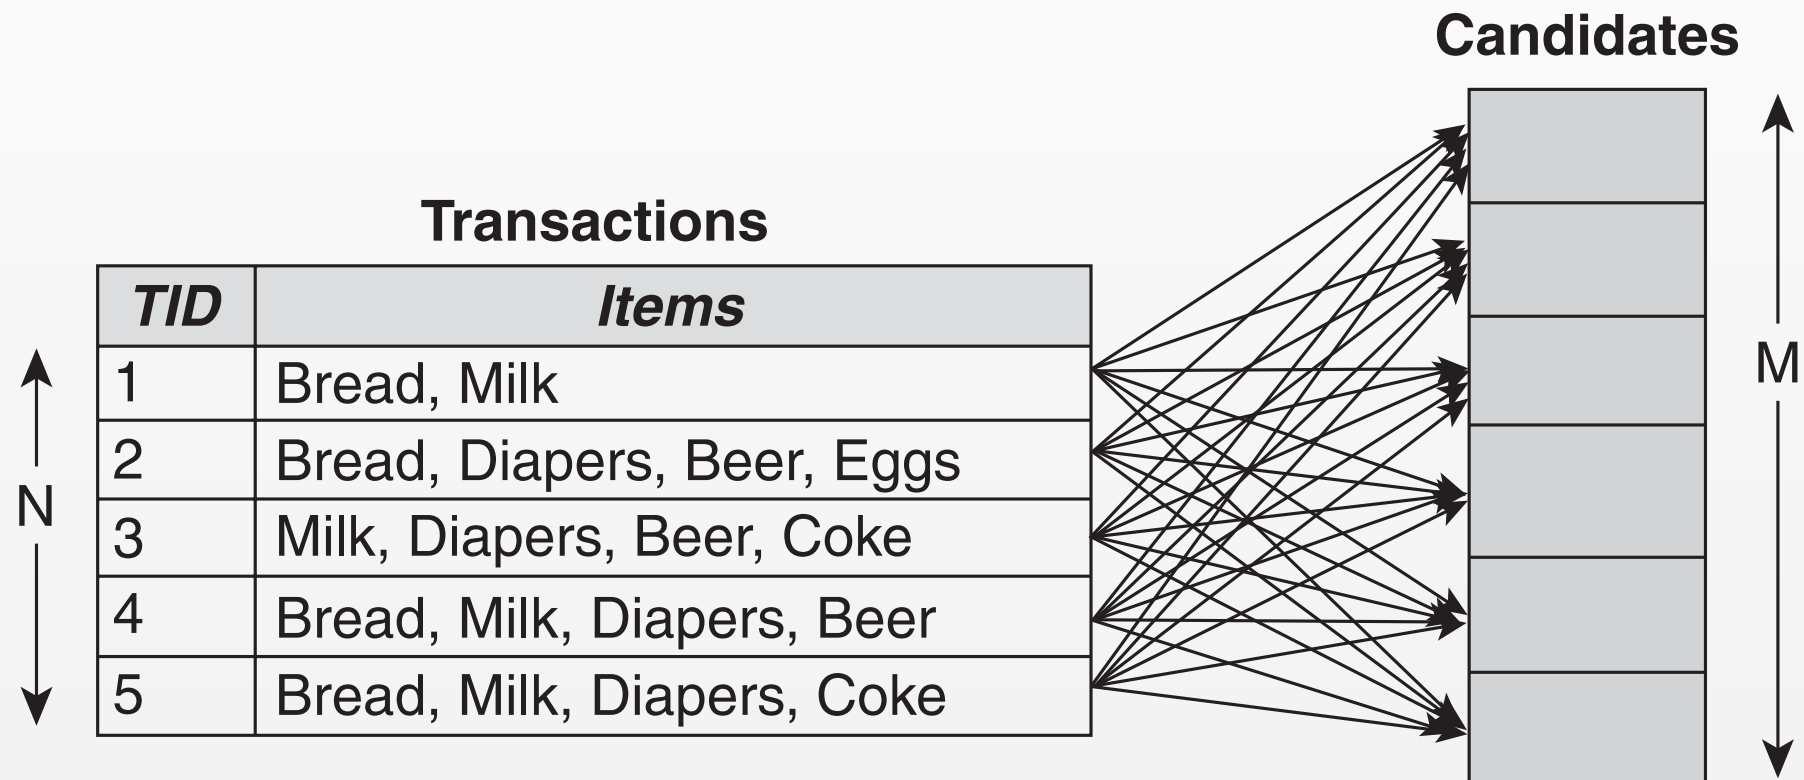 Candidates
Transactions
TID Items
1 Bread, Milk
2 Bread, Diapers, Beer, Eggs
3 Milk, Diapers, Beer, Coke
4 Bread, Milk, Diapers, Beer
5 Bread, Milk, Diapers, Coke
N
M